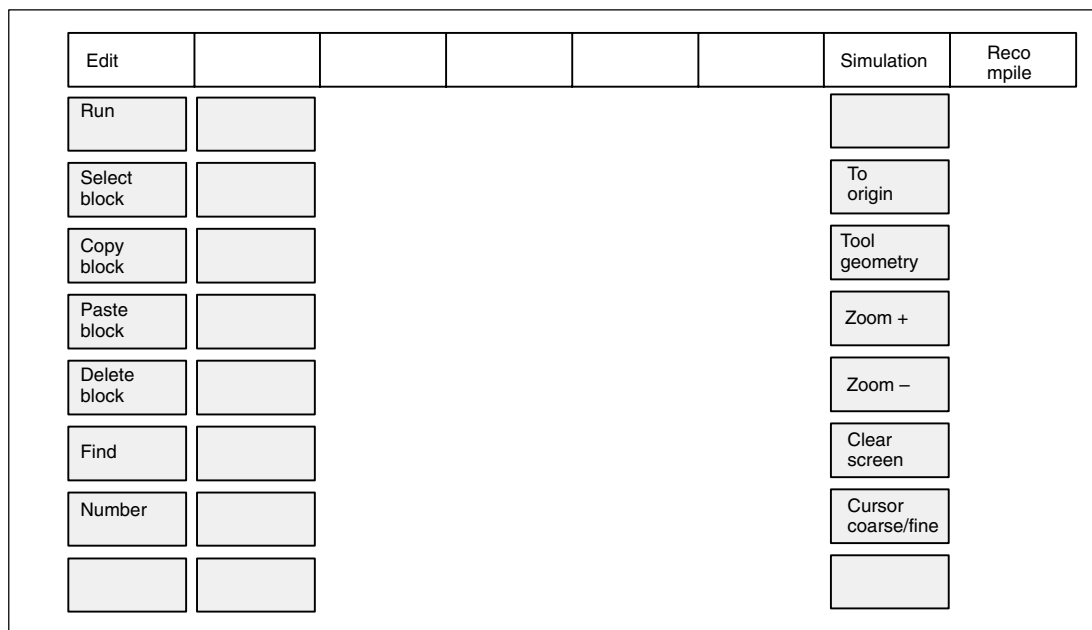 Edit
Simulation
Reco
mpile
Run
Select
block
Copy
block
Paste
block
Delete
block
Find
Number
To
origin
Tool
geometry
Zoom +
Zoom –
Clear
screen
Cursor
coarse/fine